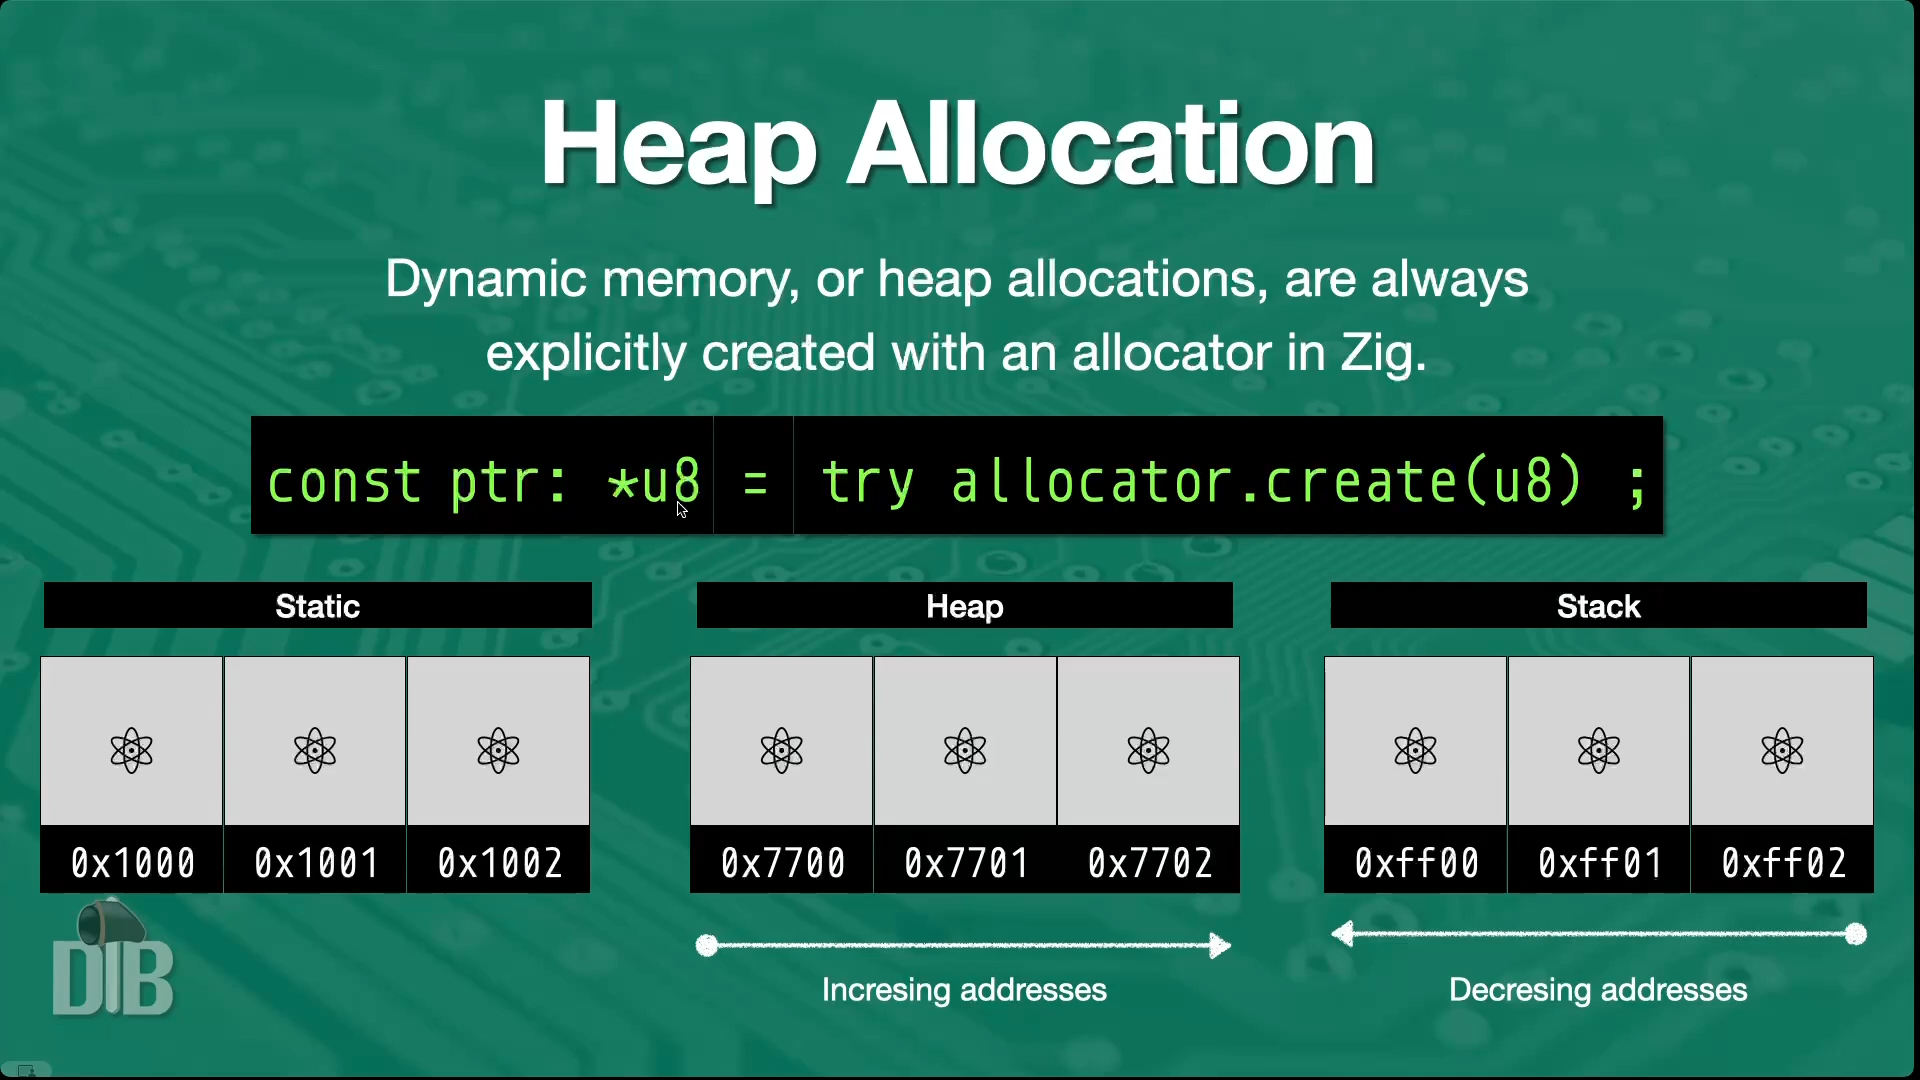 Heap Allocation
Dynamic memory, or heap allocations, are always
explicitly created with an allocator in Zig.
const ptr: *u8 = try allocator.create(u8) ;
Static
Heap
Stack
0x1000 0x1001 0x1002
0x7700 0x7701 0x7702
0xff00 0xff01 0xff02
Incresing addresses
Decresing addresses
DIB